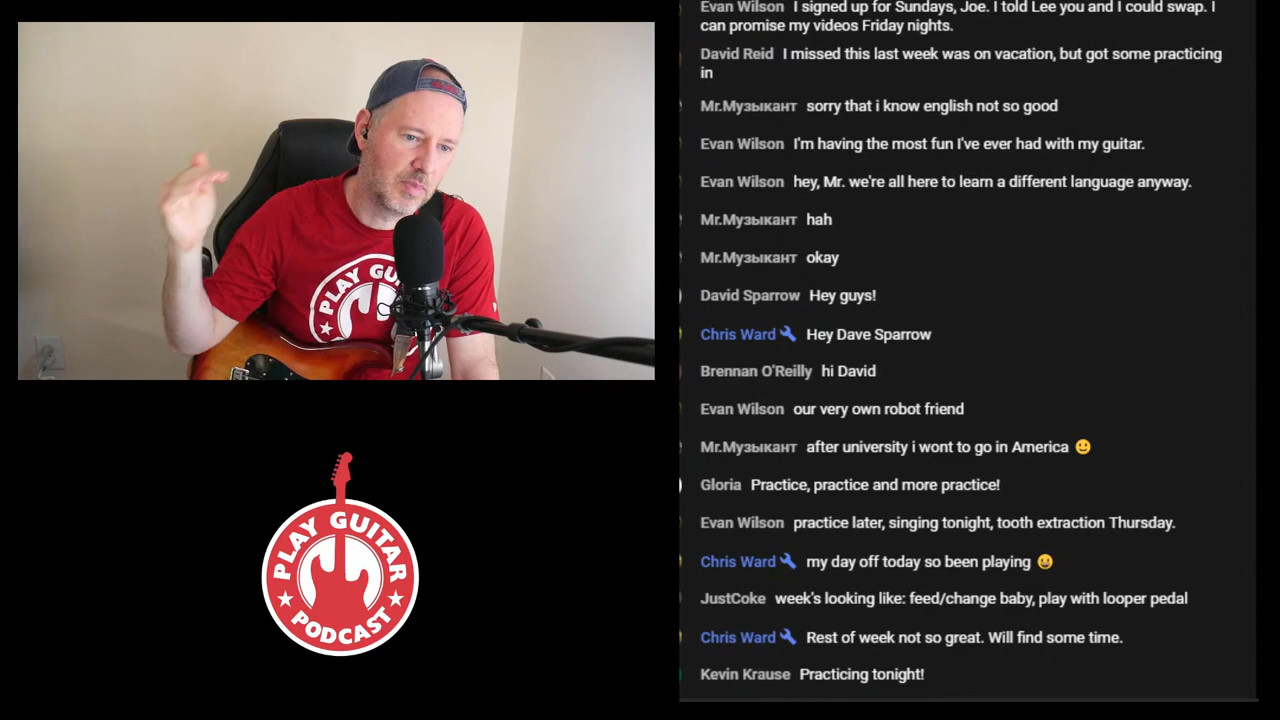 Evan Wilson I signed up for Sundays, Joe. I told Lee you and I could swap. I
can promise my videos Friday nights.
David Reid I missed this last week was on vacation, but got some practicing
in
Mr.Музыкант sorry that i know english not so good
Evan Wilson I'm having the most fun I've ever had with my guitar.
Evan Wilson hey, Mr. we're all here to learn a different language anyway.
Mr.Музыкант hah
Mr.Музыкант okay
David Sparrow Hey guys!
Chris Ward Hey Dave Sparrow
Brennan O'Reilly hi David
Evan Wilson our very own robot friend
Mr.Музыкант after university i wont to go in America 🙂
Gloria Practice, practice and more practice!
Evan Wilson practice later, singing tonight, tooth extraction Thursday.
Chris Ward my day off today so been playing 😀
JustCoke week's looking like: feed/change baby, play with looper pedal
Chris Ward Rest of week not so great. Will find some time.
Kevin Krause Practicing tonight!
PLAY GU
PLAY GUITAR
PODCAST